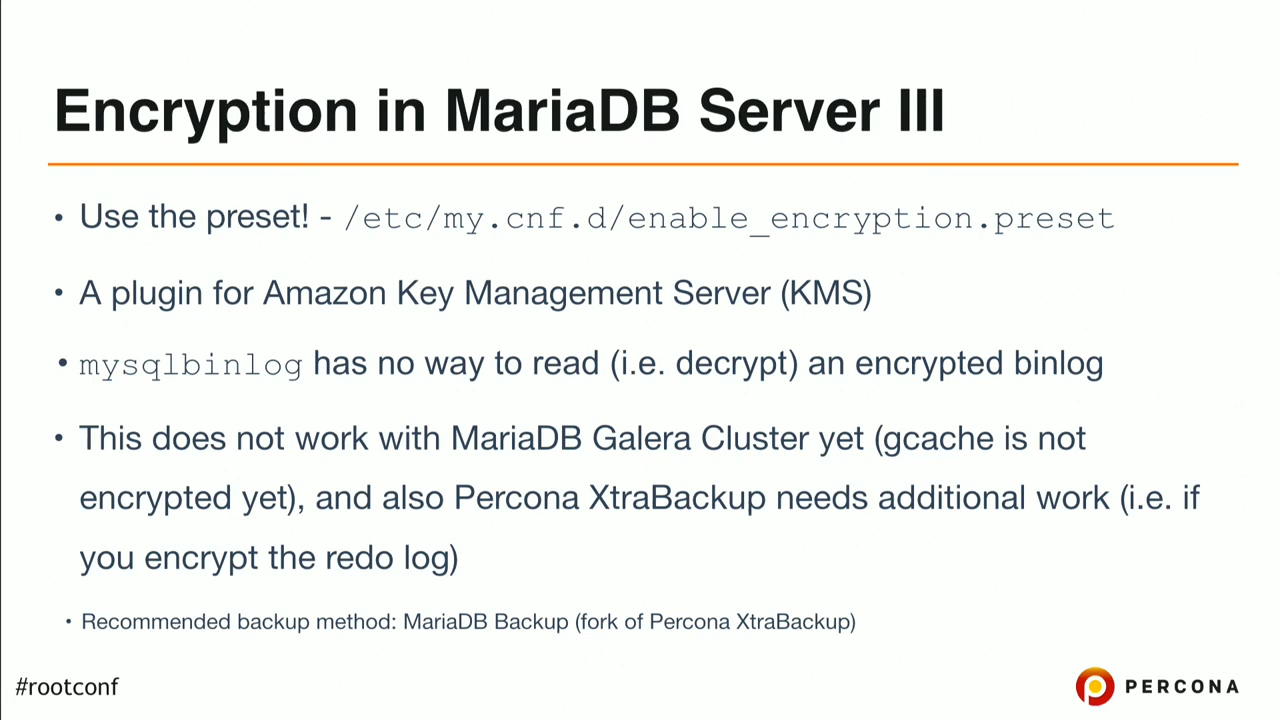 Encryption in MariaDB Server III
• Use the preset! - /etc/my.cnf.d/enable_encryption.preset
• A plugin for Amazon Key Management Server (KMS)
• mysqlbinlog has no way to read (i.e. decrypt) an encrypted binlog
• This does not work with MariaDB Galera Cluster yet (gcache is not
encrypted yet), and also Percona XtraBackup needs additional work (i.e. if
you encrypt the redo log)
• Recommended backup method: MariaDB Backup (fork of Percona XtraBackup)
#rootconf
PERCONA